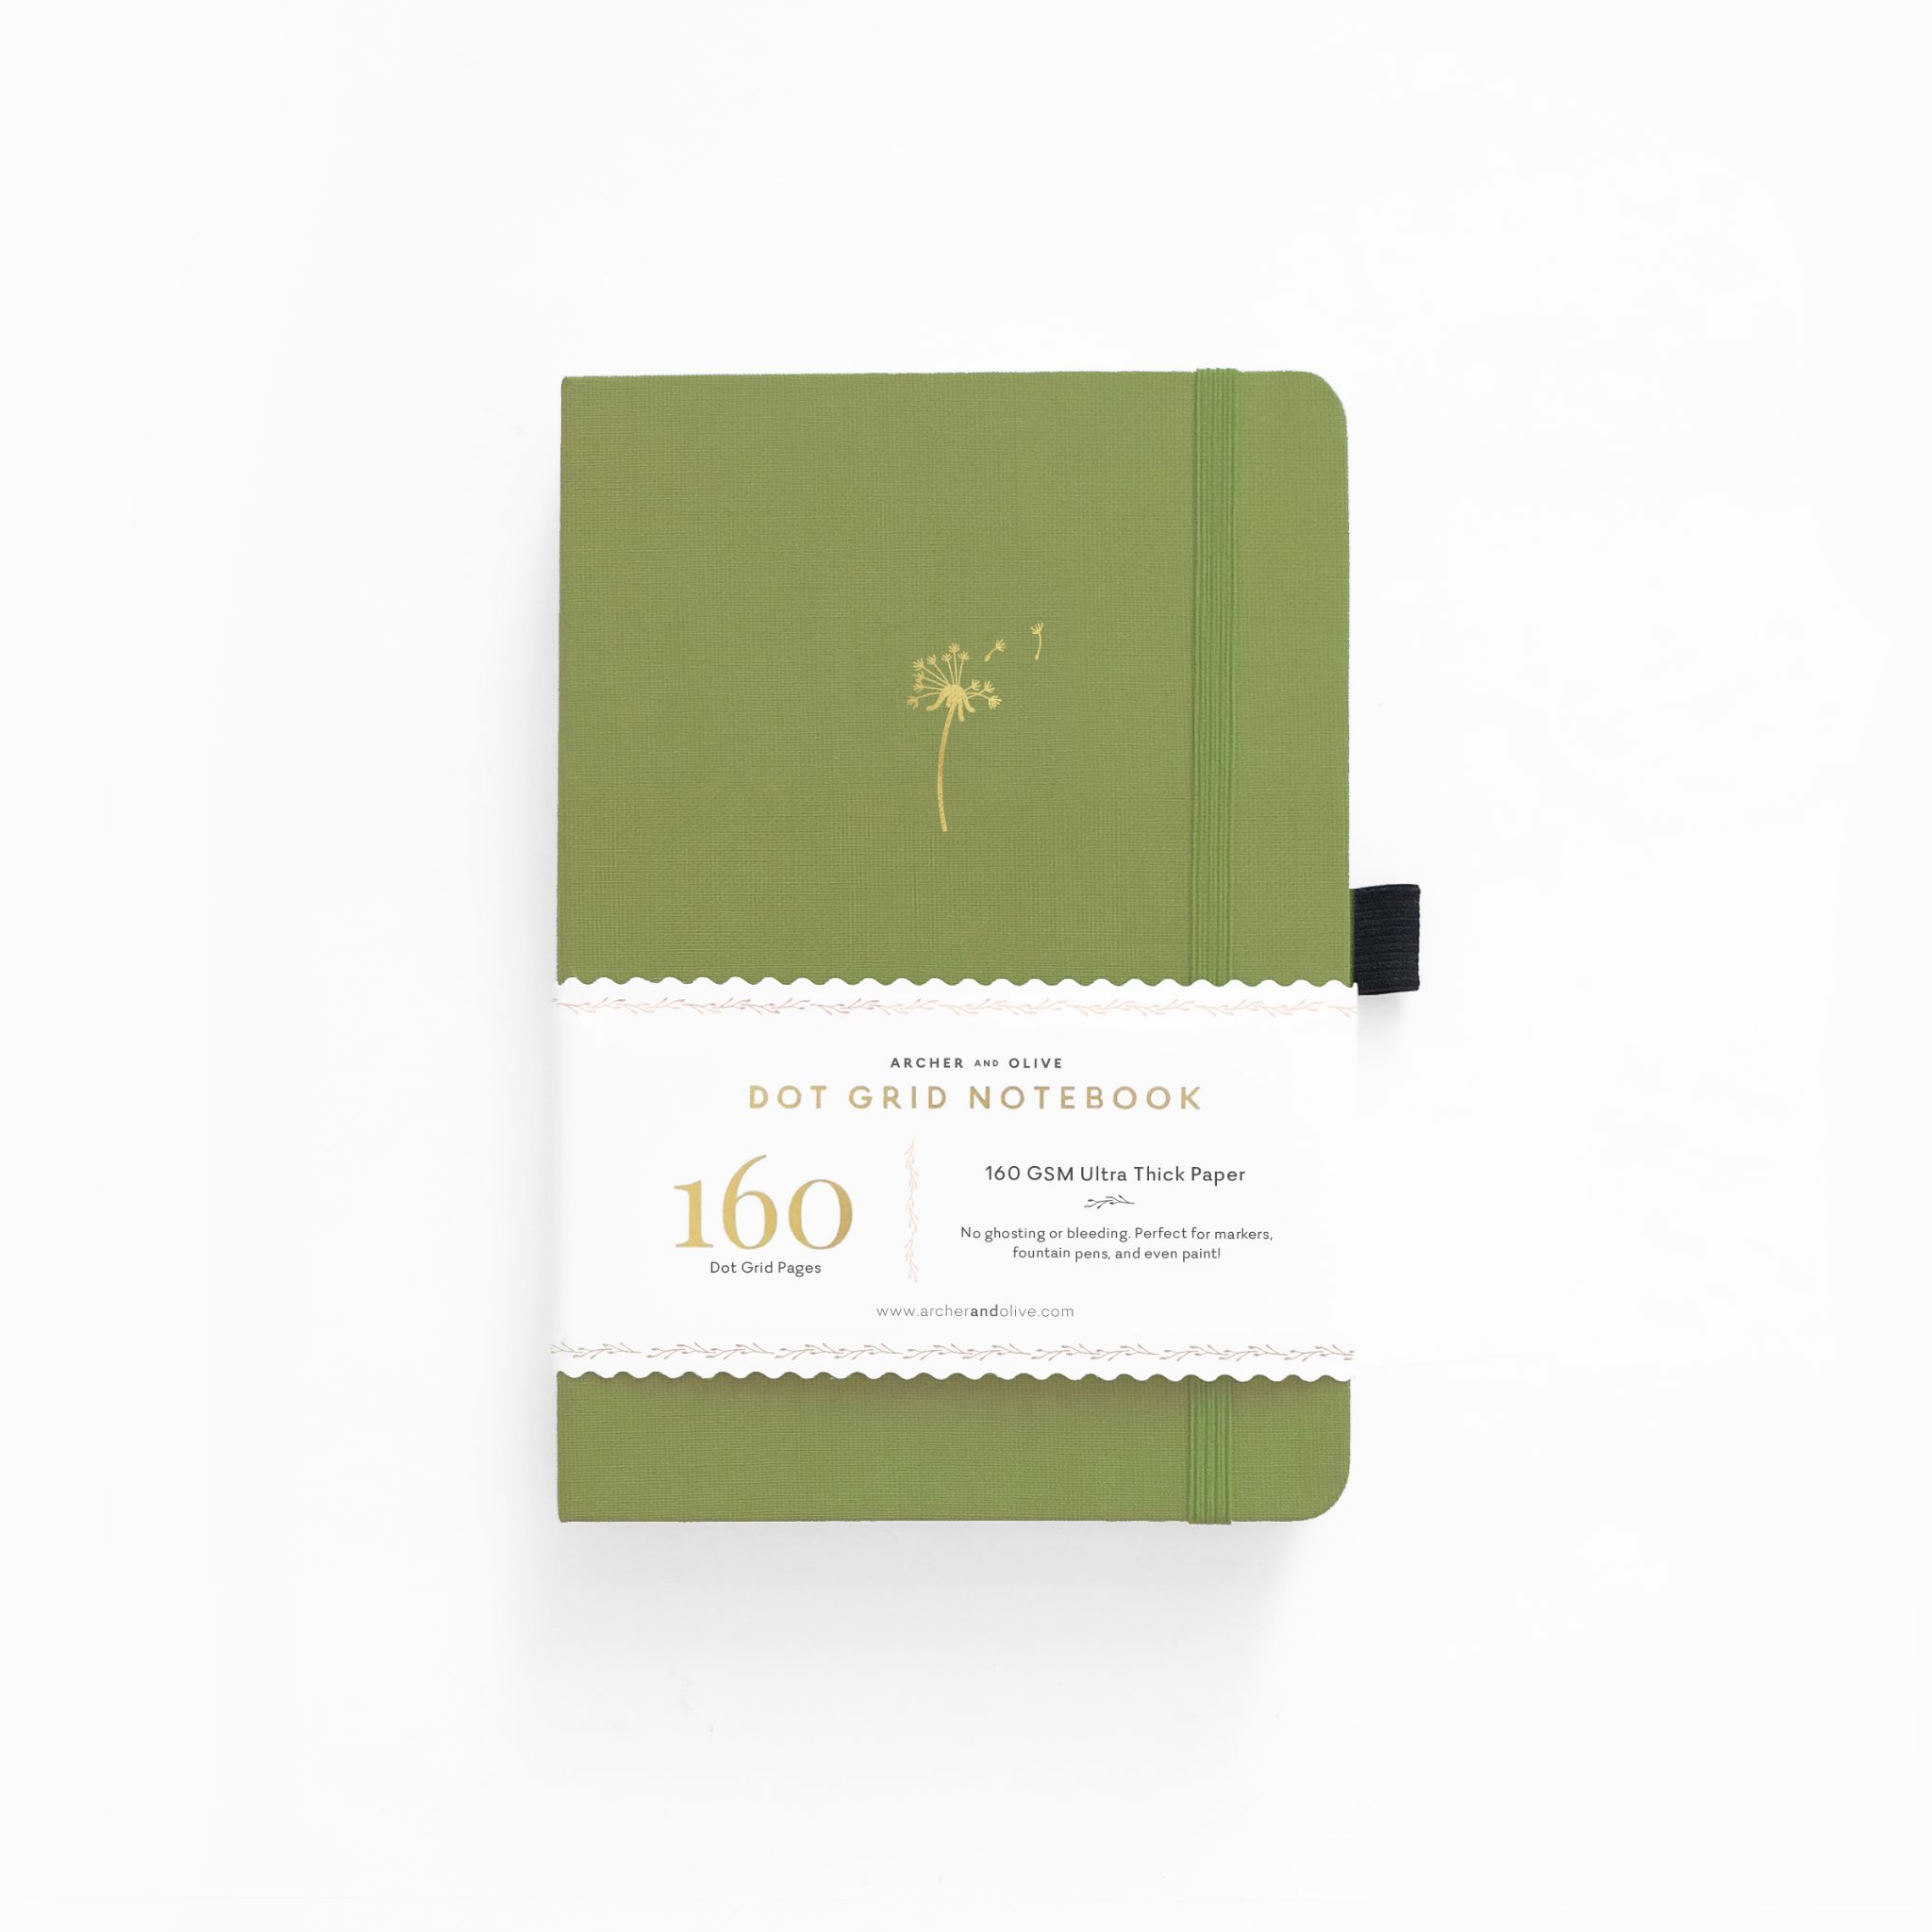 ARCHER AND OLIVE
DOT GRID NOTEBOOK
160
Dot Grid Pages
160 GSM Ultra Thick Paper
No ghosting or bleeding. Perfect for markers,
fountain pens, and even paint!
www.archerandolive.com